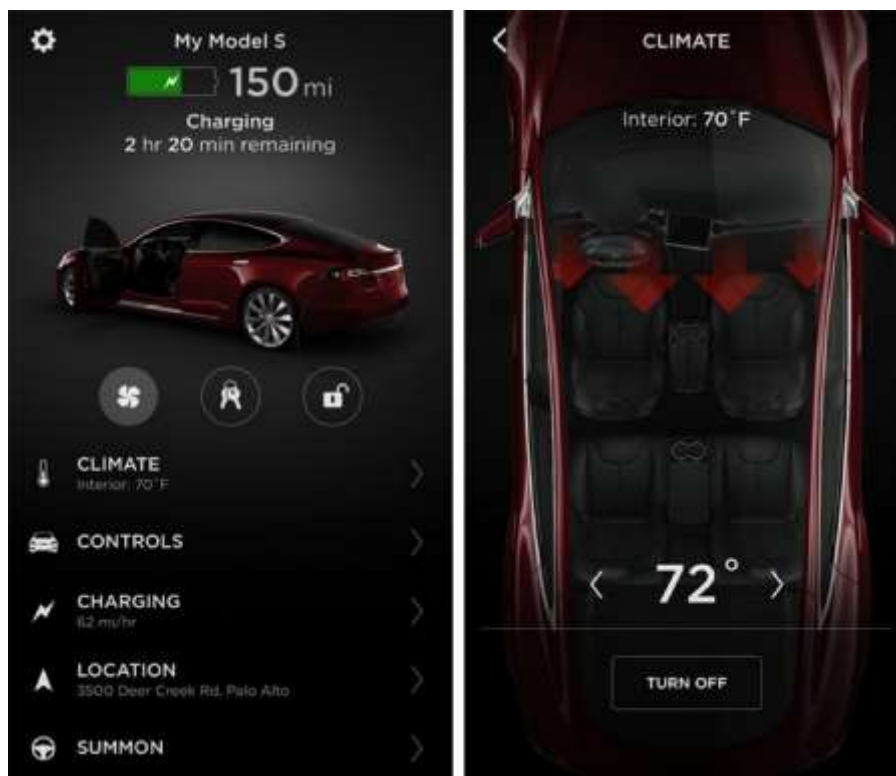 My Model S
150 mi
Charging
2 hr 20 min remaining
CLIMATE
Interior: 70°F
CONTROLS
CHARGING
62 mi/hr
LOCATION
3500 Deer Creek Rd, Palo Alto
SUMMON
CLIMATE
Interior: 70°F
72°
TURN OFF